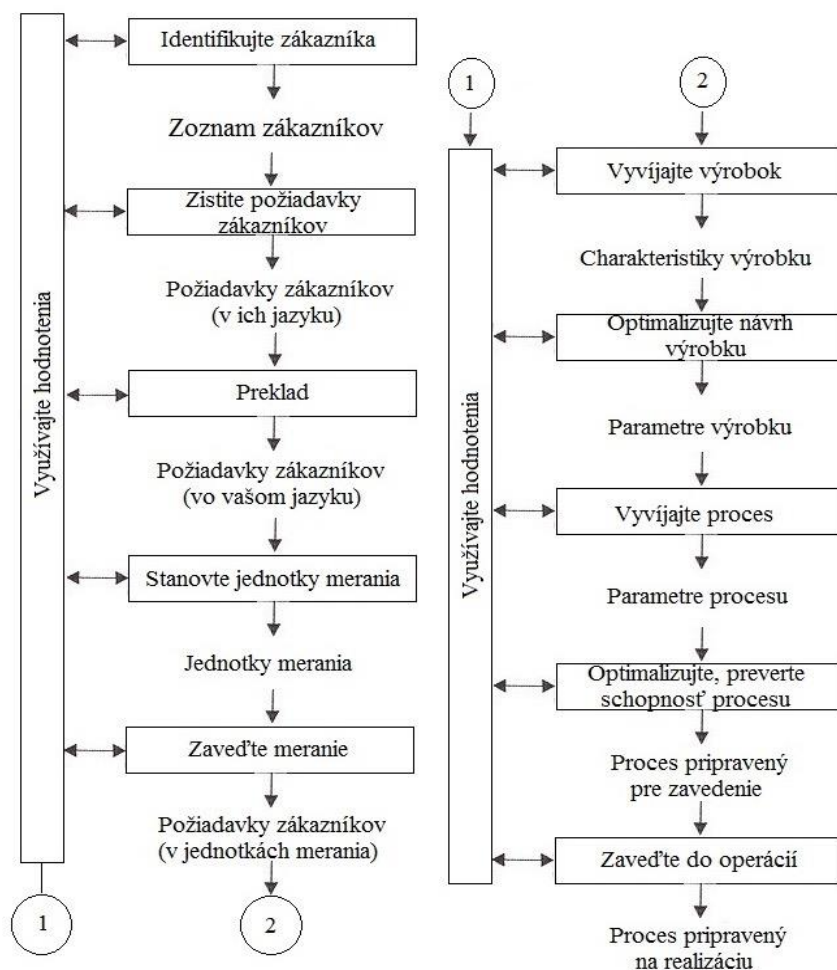 Identifikujte zákazníka
Zoznam zákazníkov
Zistite požiadavky
zákazníkov
Požiadavky zákazníkov
(v ich jazyku)
Preklad
Požiadavky zákazníkov
(vo vašom jazyku)
Stanovte jednotky merania
Jednotky merania
Zaveďte meranie
Požiadavky zákazníkov
(v jednotkách merania)
Využívajte hodnotenia
1
2
1
2
Vyvíjajte výrobok
Charakteristiky výrobku
Optimalizujte návrh
výrobku
Parametre výrobku
Vyvíjajte proces
Parametre procesu
Optimalizujte, preverte
schopnosť procesu
Proces pripravený
pre zavedenie
Zaveďte do operácií
Proces pripravený
na realizáciu
Využívajte hodnotenia